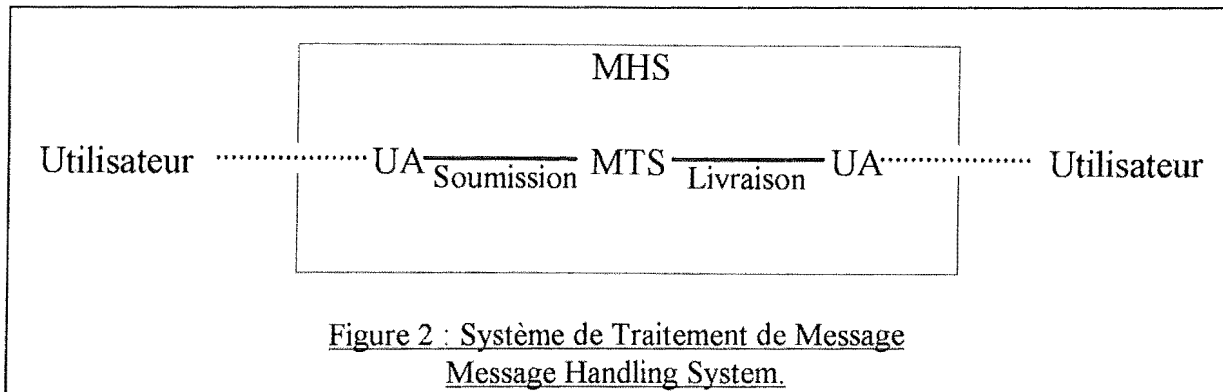 MHS
Utilisateur UA Soumission MTS Livraison UA Utilisateur
Figure 2 : Système de Traitement de Message
Message Handling System.